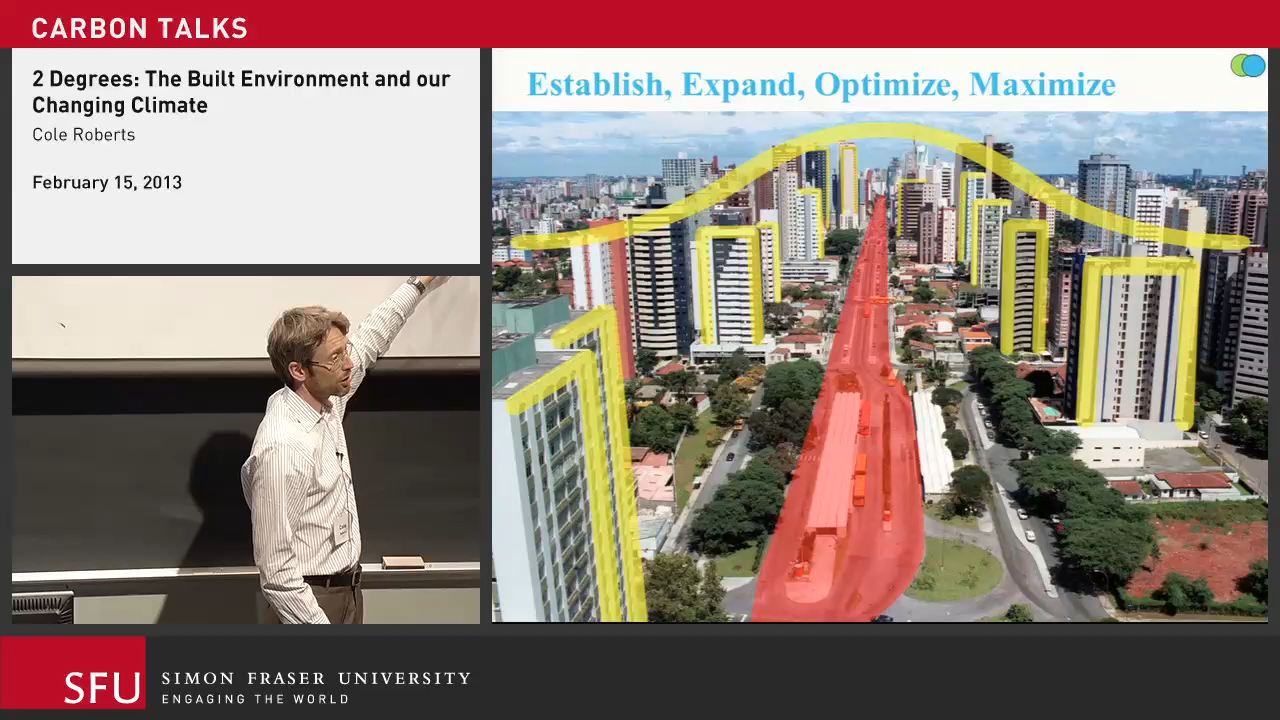 CARBON TALKS
2 Degrees: The Built Environment and our
Changing Climate
Cole Roberts
February 15, 2013
Establish, Expand, Optimize, Maximize
SFU
SIMON FRASER UNIVERSITY
ENGAGING THE WORLD